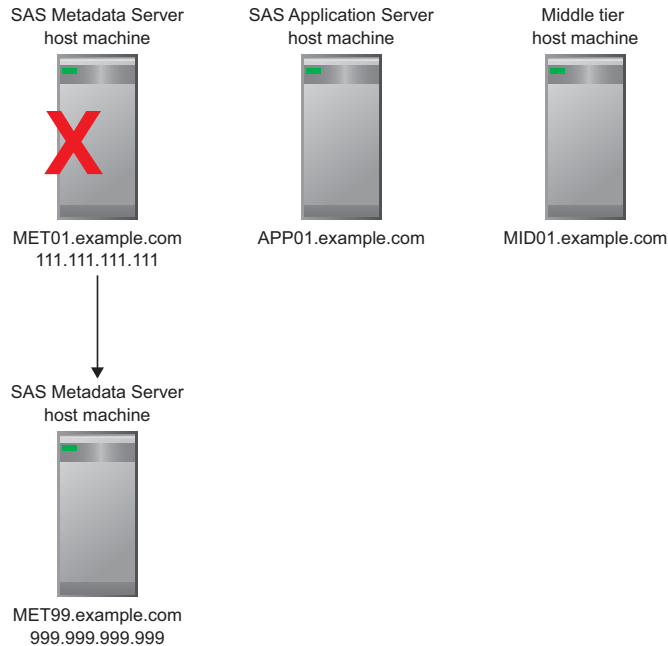 SAS Metadata Server
host machine
SAS Application Server
host machine
Middle tier
host machine
X
MET01.example.com
111.111.111.111
APP01.example.com
MID01.example.com
SAS Metadata Server
host machine
MET99.example.com
999.999.999.999